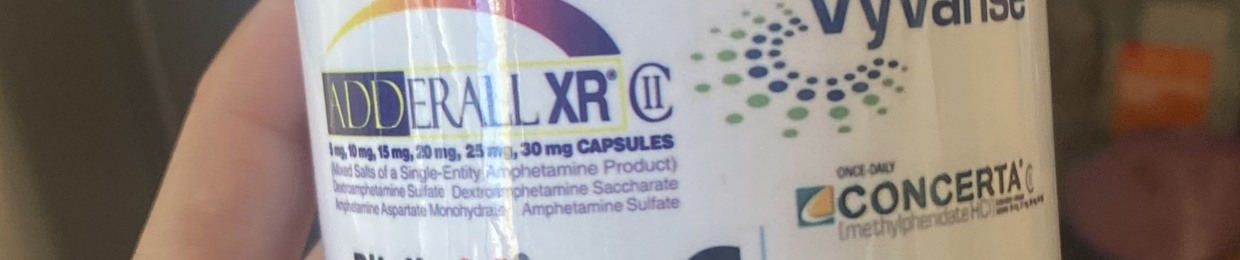 Vyvanse
ADDERALL XR® CII
5 mg, 10 mg, 15 mg, 20 mg, 25 mg, 30 mg CAPSULES
(Mixed Salts of a Single-Entity Amphetamine Product)
Dextroamphetamine Sulfate Dextroamphetamine Saccharate
Amphetamine Aspartate Monohydrate Amphetamine Sulfate
ONCE-DAILY
CONCERTA® C
(methylphenidate HCl)